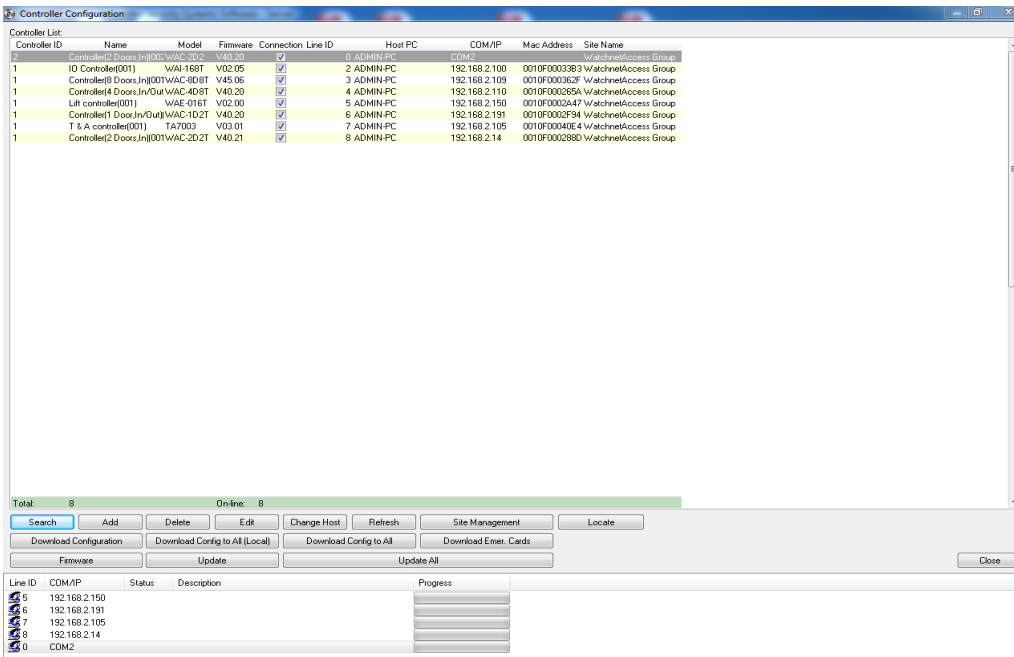 Controller Configuration
Controller List:
Controller ID Name Model Firmware Connection Line ID Host PC COM/IP Mac Address Site Name
2 Controller(2 Doors,In)(002 WAC-2D2 V40.20 0 ADMIN-PC COM2 WatchnetAccess Group
1 IO Controller(001) WAI-168T V02.05 2 ADMIN-PC 192.168.2.100 0010F00033B3 WatchnetAccess Group
1 Controller(8 Doors,In)(001 WAC-8D8T V45.06 3 ADMIN-PC 192.168.2.109 0010F000362F WatchnetAccess Group
1 Controller(4 Doors,In/Out WAC-4D8T V40.20 4 ADMIN-PC 192.168.2.110 0010F000265A WatchnetAccess Group
1 Lift controller(001) WAE-016T V02.00 5 ADMIN-PC 192.168.2.150 0010F0002A47 WatchnetAccess Group
1 Controller(1 Door,In/Out)( WAC-1D2T V40.20 6 ADMIN-PC 192.168.2.191 0010F0002F94 WatchnetAccess Group
1 T & A controller(001) TA7003 V03.01 7 ADMIN-PC 192.168.2.105 0010F00040E4 WatchnetAccess Group
1 Controller(2 Doors,In)(001 WAC-2D2T V40.21 8 ADMIN-PC 192.168.2.14 0010F000288D WatchnetAccess Group
Total: 8 On-line: 8
Search Add Delete Edit Change Host Refresh Site Management Locate
Download Configuration Download Config to All (Local) Download Config to All Download Emer. Cards
Firmware Update Update All Close
Line ID COM/IP Status Description Progress
5 192.168.2.150
6 192.168.2.191
7 192.168.2.105
8 192.168.2.14
0 COM2